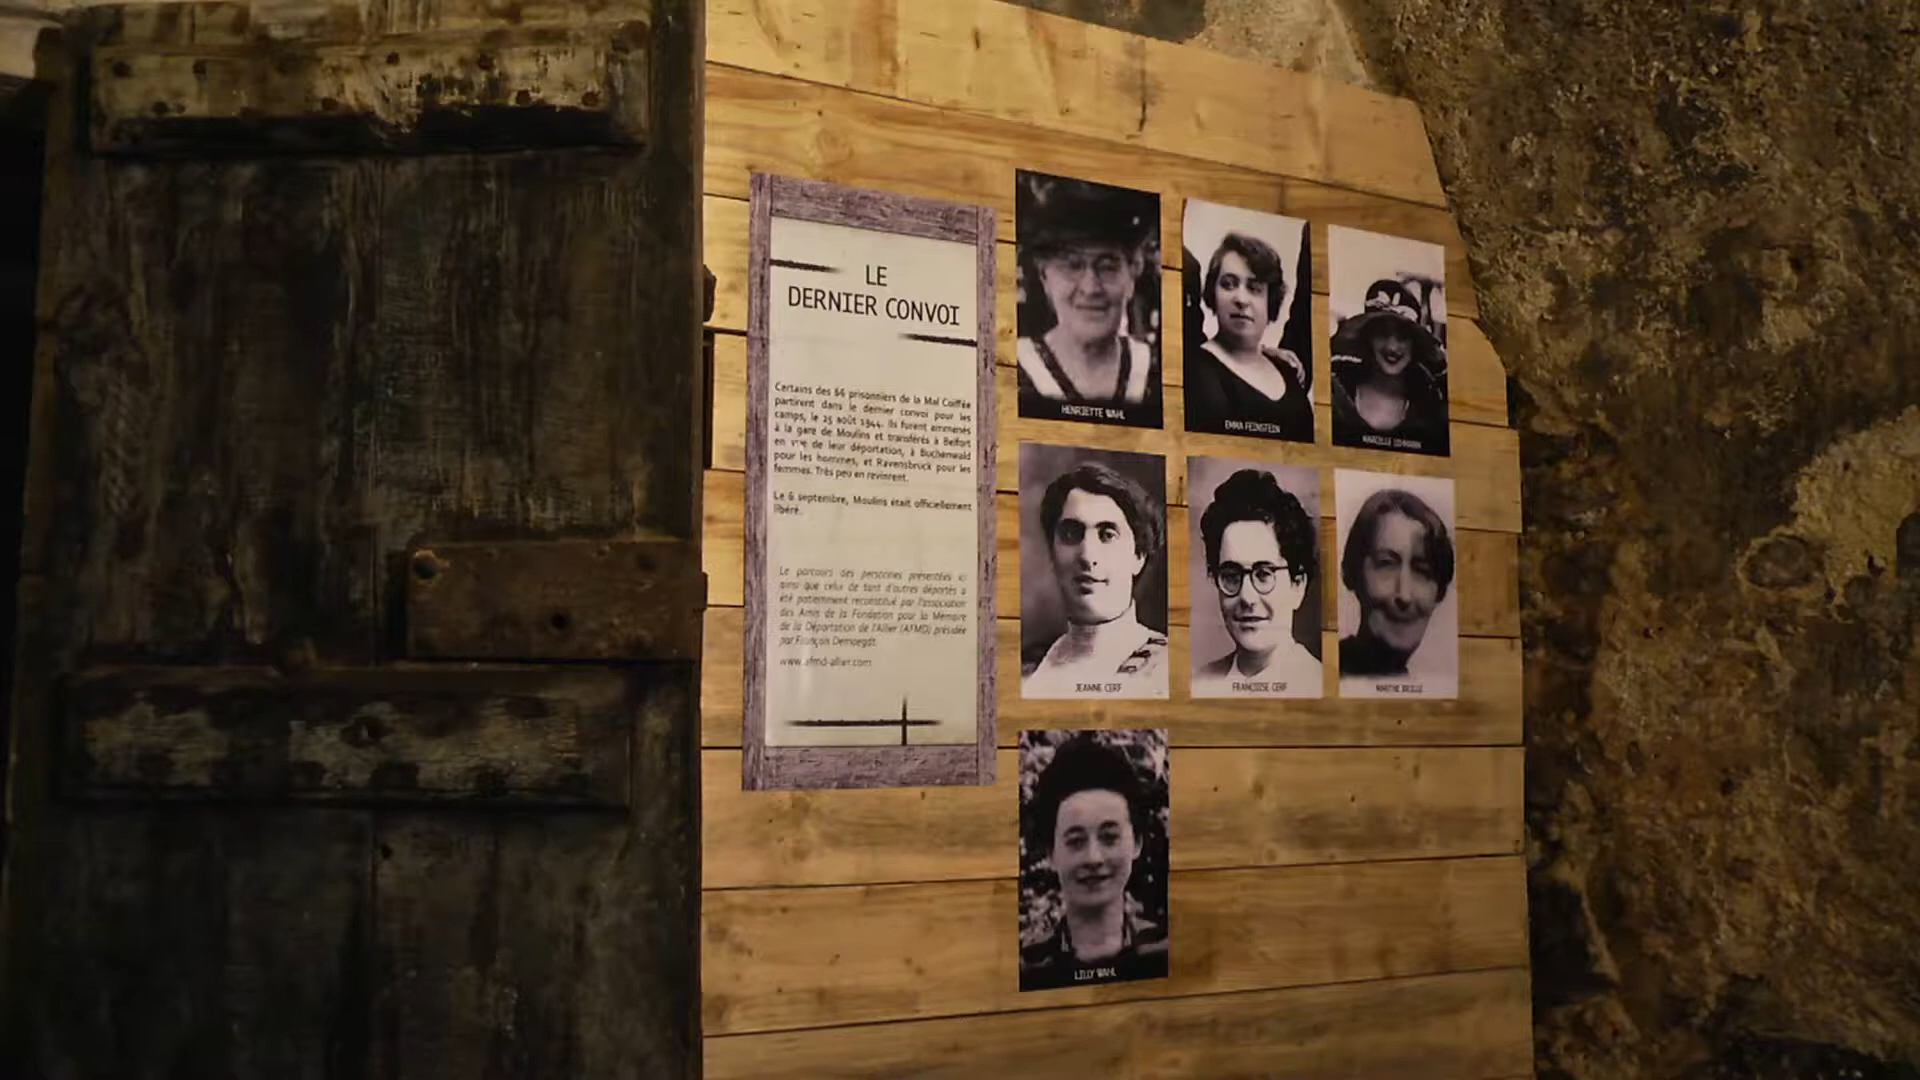 LE
DERNIER CONVOI
Certains des 66 prisonniers de la Mal Coiffée
partirent dans le dernier convoi pour les
camps, le 25 août 1944. Ils furent emmenés
à la gare de Moulins et transférés à Belfort
en vue de leur déportation, à Buchenwald
pour les hommes, et Ravensbruck pour les
femmes. Très peu en revinrent.
Le 6 septembre, Moulins était officiellement
libéré.
Le parcours des personnes présentées ici
ainsi que celui de tant d'autres déportés a
été patiemment reconstitué par l'association
des Amis de la Fondation pour la Mémoire
de la Déportation de l'Allier (AFMD) présidée
par François Demaegdt.
www.afmd-allier.com
HENRIETTE WAHL
EMMA FEINSTEIN
MARCELLE
JEANNE CERF
FRANÇOISE CERF
MARTHE
LILLY WAHL